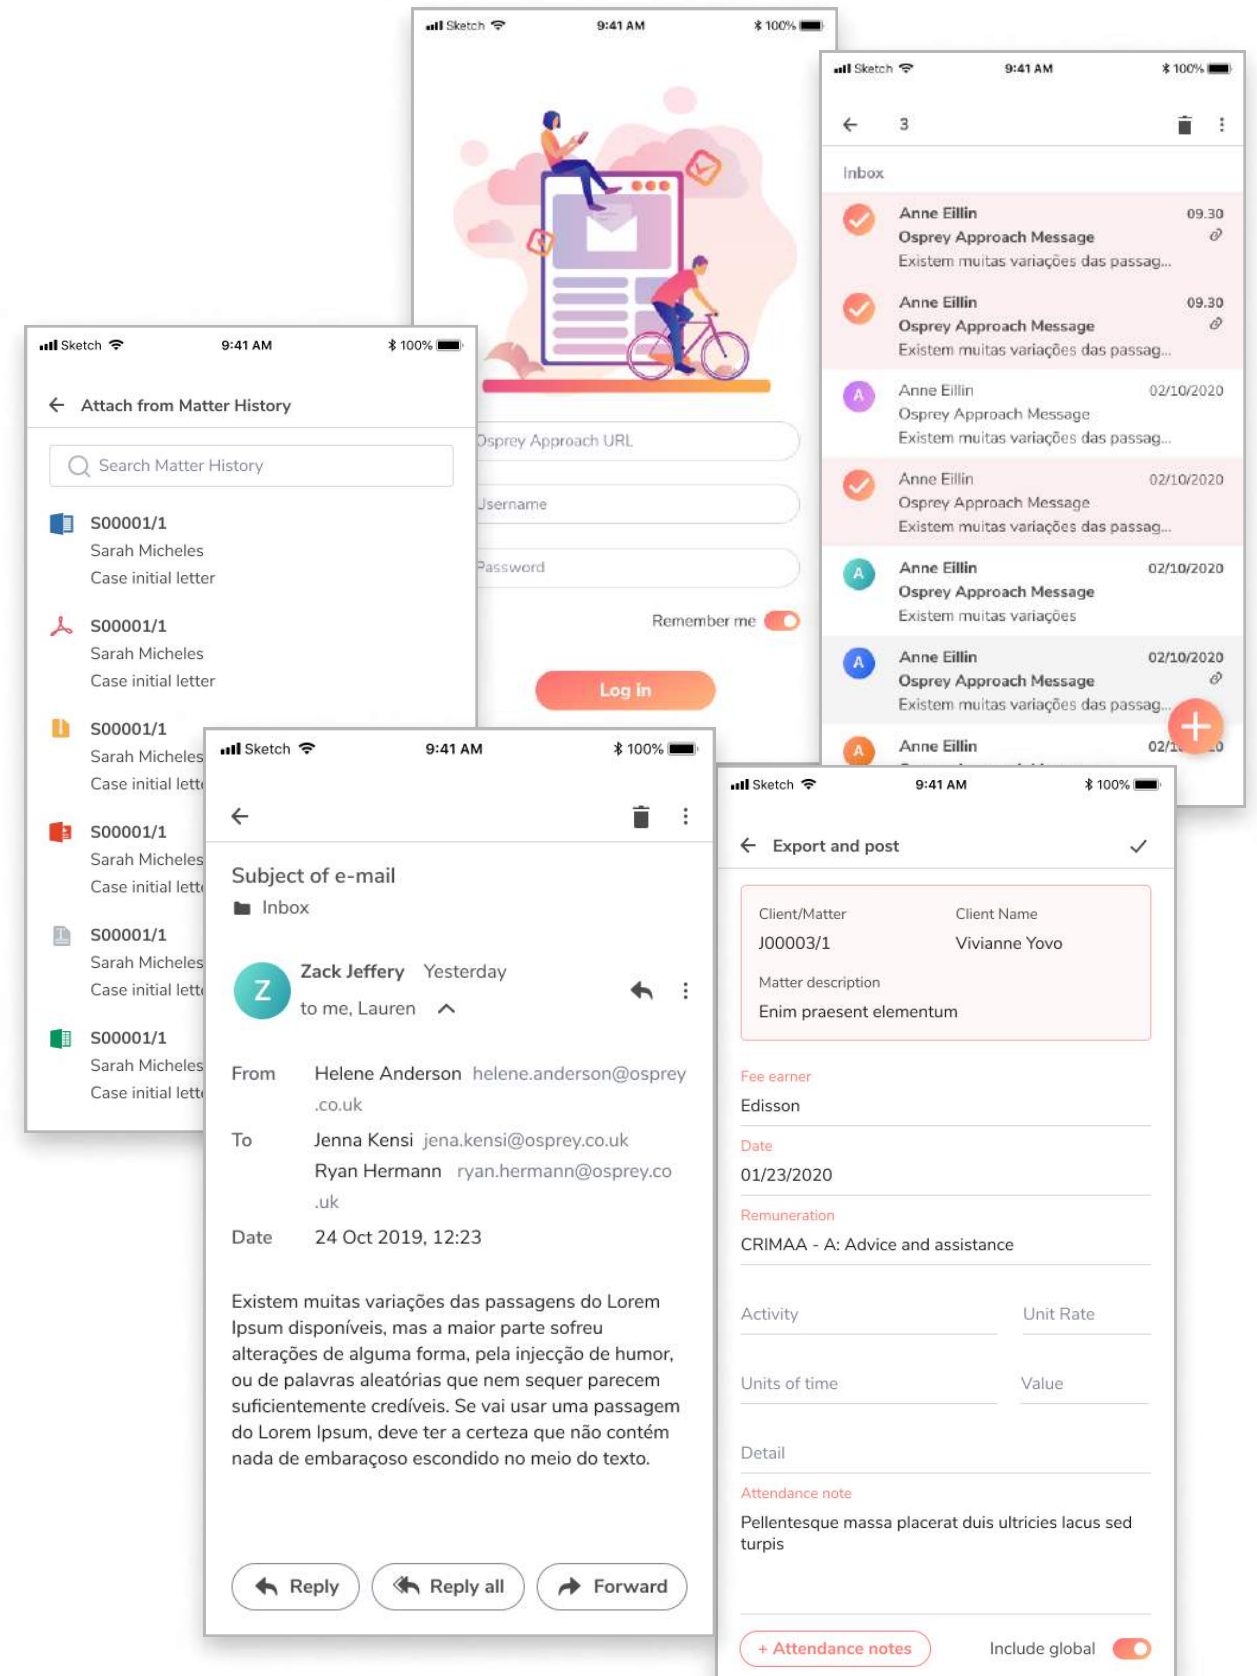 Sketch 9:41 AM 100%
Osprey Approach URL
Username
Password
Remember me
Log in
Sketch 9:41 AM 100%
3
Inbox
Anne Eillin 09.30
Osprey Approach Message
Existem muitas variações das passag...
Anne Eillin 09.30
Osprey Approach Message
Existem muitas variações das passag...
A Anne Eillin 02/10/2020
Osprey Approach Message
Existem muitas variações das passag...
Anne Eillin 02/10/2020
Osprey Approach Message
Existem muitas variações das passag...
A Anne Eillin 02/10/2020
Osprey Approach Message
Existem muitas variações
A Anne Eillin 02/10/2020
Osprey Approach Message
Existem muitas variações das passag...
A Anne Eillin
Sketch 9:41 AM 100%
Attach from Matter History
Search Matter History
S00001/1
Sarah Micheles
Case initial letter
S00001/1
Sarah Micheles
Case initial letter
S00001/1
Sarah Micheles
Case initial lett
S00001/1
Sarah Micheles
Case initial lett
S00001/1
Sarah Micheles
Case initial lett
S00001/1
Sarah Micheles
Case initial lett
Sketch 9:41 AM 100%
Subject of e-mail
Inbox
Z Zack Jeffery Yesterday
to me, Lauren
From Helene Anderson helene.anderson@osprey
.co.uk
To Jenna Kensi jena.kensi@osprey.co.uk
Ryan Hermann ryan.hermann@osprey.co
.uk
Date 24 Oct 2019, 12:23
Existem muitas variações das passagens do Lorem
Ipsum disponíveis, mas a maior parte sofreu
alterações de alguma forma, pela injecção de humor,
ou de palavras aleatórias que nem sequer parecem
suficientemente credíveis. Se vai usar uma passagem
do Lorem Ipsum, deve ter a certeza que não contém
nada de embaraçoso escondido no meio do texto.
Reply Reply all Forward
Sketch 9:41 AM 100%
Export and post
Client/Matter Client Name
J00003/1 Vivianne Yovo
Matter description
Enim praesent elementum
Fee earner
Edisson
Date
01/23/2020
Remuneration
CRIMAA - A: Advice and assistance
Activity Unit Rate
Units of time Value
Detail
Attendance note
Pellentesque massa placerat duis ultricies lacus sed
turpis
+ Attendance notes Include global